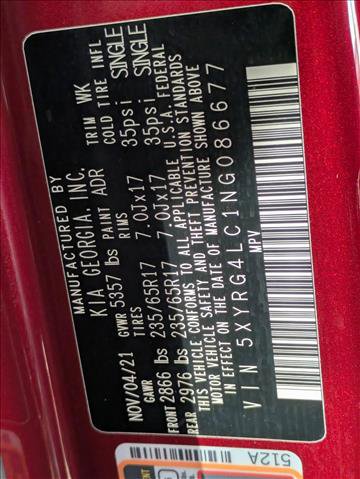 MANUFACTURED BY
KIA GEORGIA, INC.
NOV/04/21 GVWR 5357 lbs PAINT ADR TRIM WK
GAWR TIRES RIMS COLD TIRE INFL
FRONT 2866 lbs 235/65R17 7.0Jx17 35psi SINGLE
REAR 2976 lbs 235/65R17 7.0Jx17 35psi SINGLE
THIS VEHICLE CONFORMS TO ALL APPLICABLE U.S.A. FEDERAL
MOTOR VEHICLE SAFETY AND THEFT PREVENTION STANDARDS
IN EFFECT ON THE DATE OF MANUFACTURE SHOWN ABOVE
VIN 5XYRG4LC1NG086677
MPV
512A